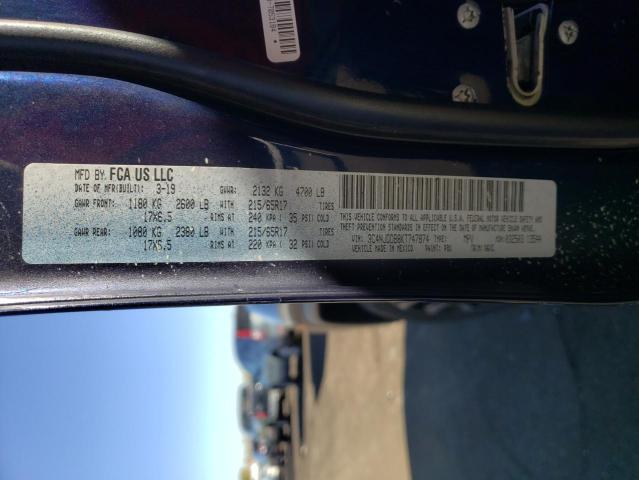 MFD BY: FCA US LLC
DATE OF MFR(BUILT): 3-19 GVWR: 2132 KG 4700 LB
GAWR FRONT: 1180 KG 2600 LB WITH 215/65R17 TIRES
17X6.5 RIMS AT 240 KPA( 35 PSI) COLD
GAWR REAR: 1080 KG 2380 LB WITH 215/65R17 TIRES
17X6.5 RIMS AT 220 KPA( 32 PSI) COLD
THIS VEHICLE CONFORMS TO ALL APPLICABLE U.S.A. FEDERAL MOTOR VEHICLE SAFETY AND
THEFT PREVENTION STANDARDS IN EFFECT ON THE DATE OF MANUFACTURE SHOWN ABOVE.
VIN: TYPE: MPV
VEHICLE MADE IN MEXICO PAINT: TRIM: